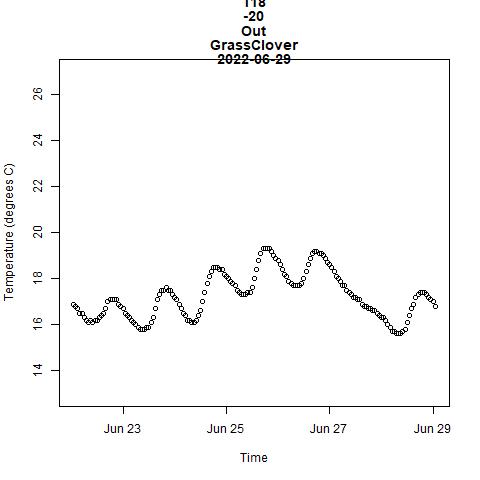 T18
-20
Out
GrassClover
2022-06-29
Temperature (degrees C)
26
24
22
20
18
16
14
Jun 23
Jun 25
Jun 27
Jun 29
Time